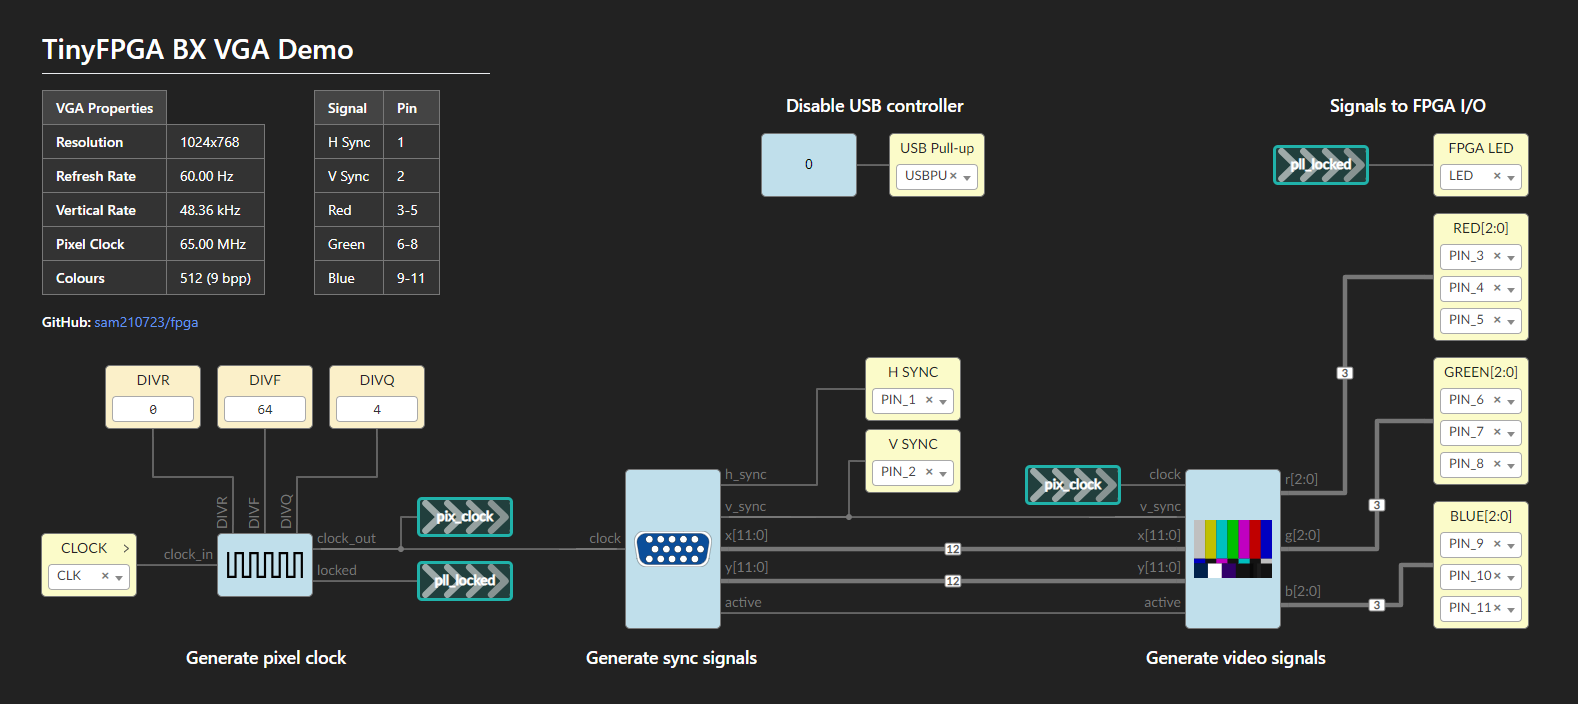 TinyFPGA BX VGA Demo
VGA Properties
Resolution 1024x768
Refresh Rate 60.00 Hz
Vertical Rate 48.36 kHz
Pixel Clock 65.00 MHz
Colours 512 (9 bpp)
Signal Pin
H Sync 1
V Sync 2
Red 3-5
Green 6-8
Blue 9-11
GitHub: sam210723/fpga
Disable USB controller
0
USB Pull-up
USBPU × 
Signals to FPGA I/O
pll_locked
FPGA LED
LED ×
RED[2:0]
PIN_3 ×
PIN_4 ×
PIN_5 ×
3
GREEN[2:0]
PIN_6 ×
PIN_7 ×
PIN_8 ×
3
BLUE[2:0]
PIN_9 ×
PIN_10 ×
PIN_11 ×
3
DIVR
0
DIVF
64
DIVQ
4
DIVR
DIVF
DIVQ
CLOCK >
CLK ×
clock_in
clock_out
locked
pix_clock
pll_locked
Generate pixel clock
clock
h_sync
v_sync
x[11:0]
y[11:0]
active
H SYNC
PIN_1 ×
V SYNC
PIN_2 ×
12
12
Generate sync signals
pix_clock
clock
v_sync
x[11:0]
y[11:0]
active
r[2:0]
g[2:0]
b[2:0]
Generate video signals